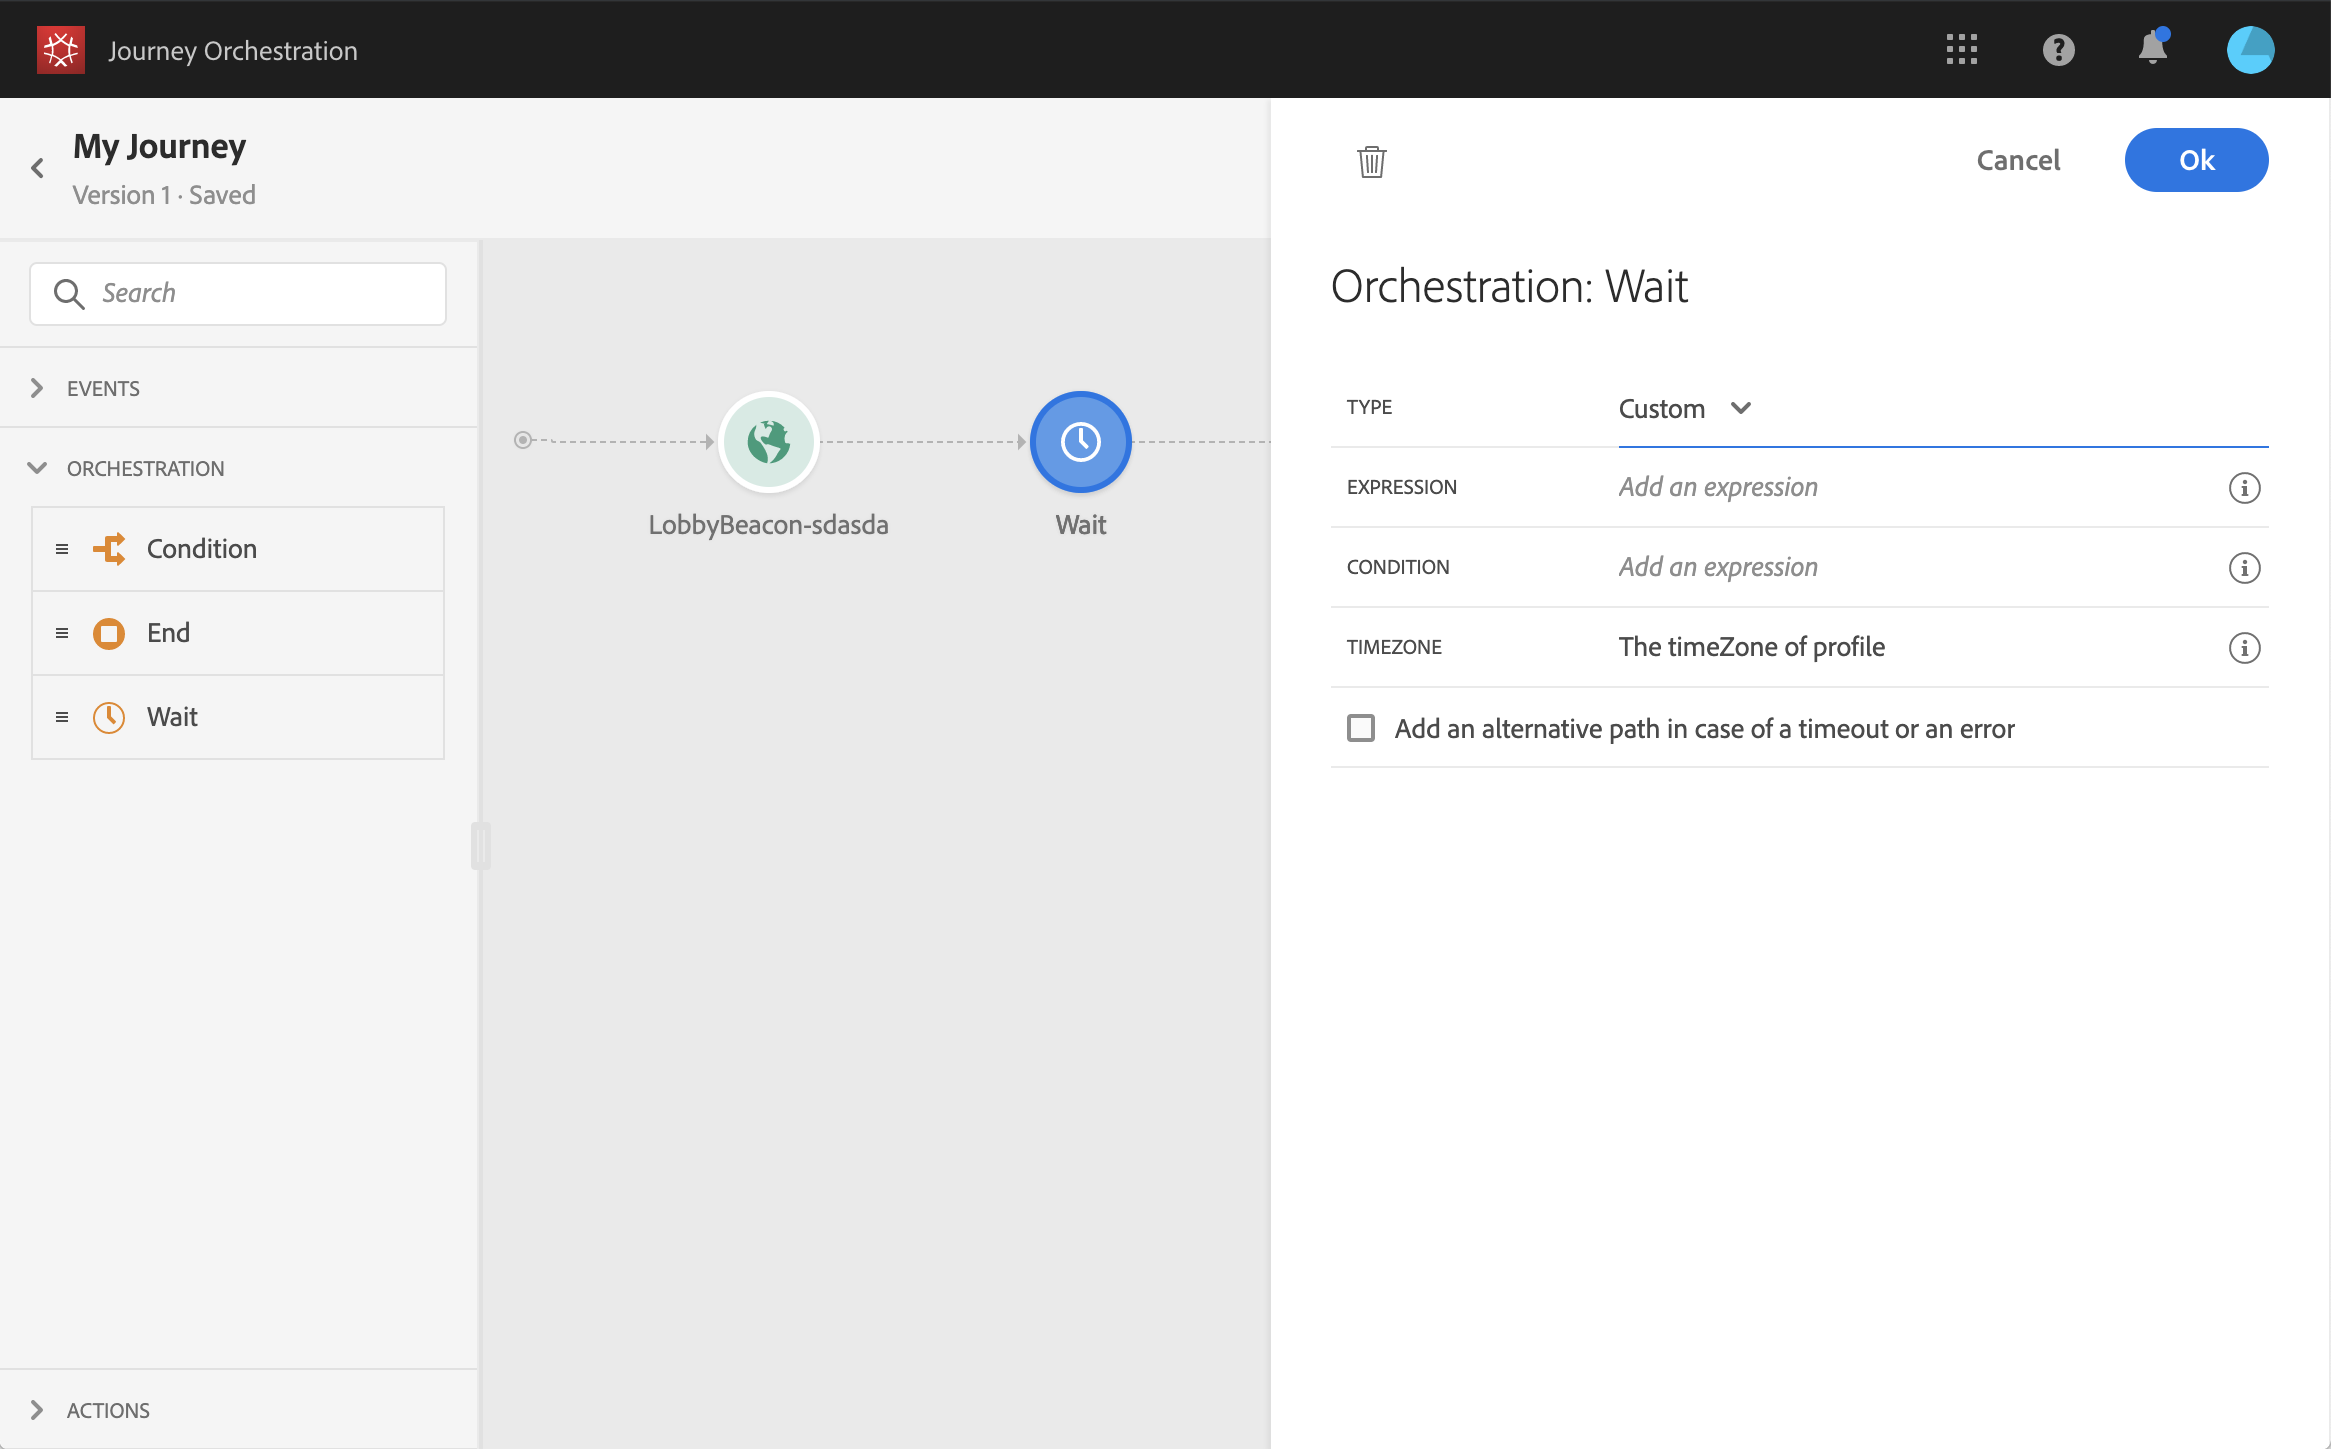 Journey Orchestration
My Journey
Version 1 · Saved
Search
EVENTS
ORCHESTRATION
Condition
End
Wait
ACTIONS
LobbyBeacon-sdasda
Wait
Cancel
Ok
Orchestration: Wait
TYPE Custom
EXPRESSION Add an expression
CONDITION Add an expression
TIMEZONE The timeZone of profile
Add an alternative path in case of a timeout or an error